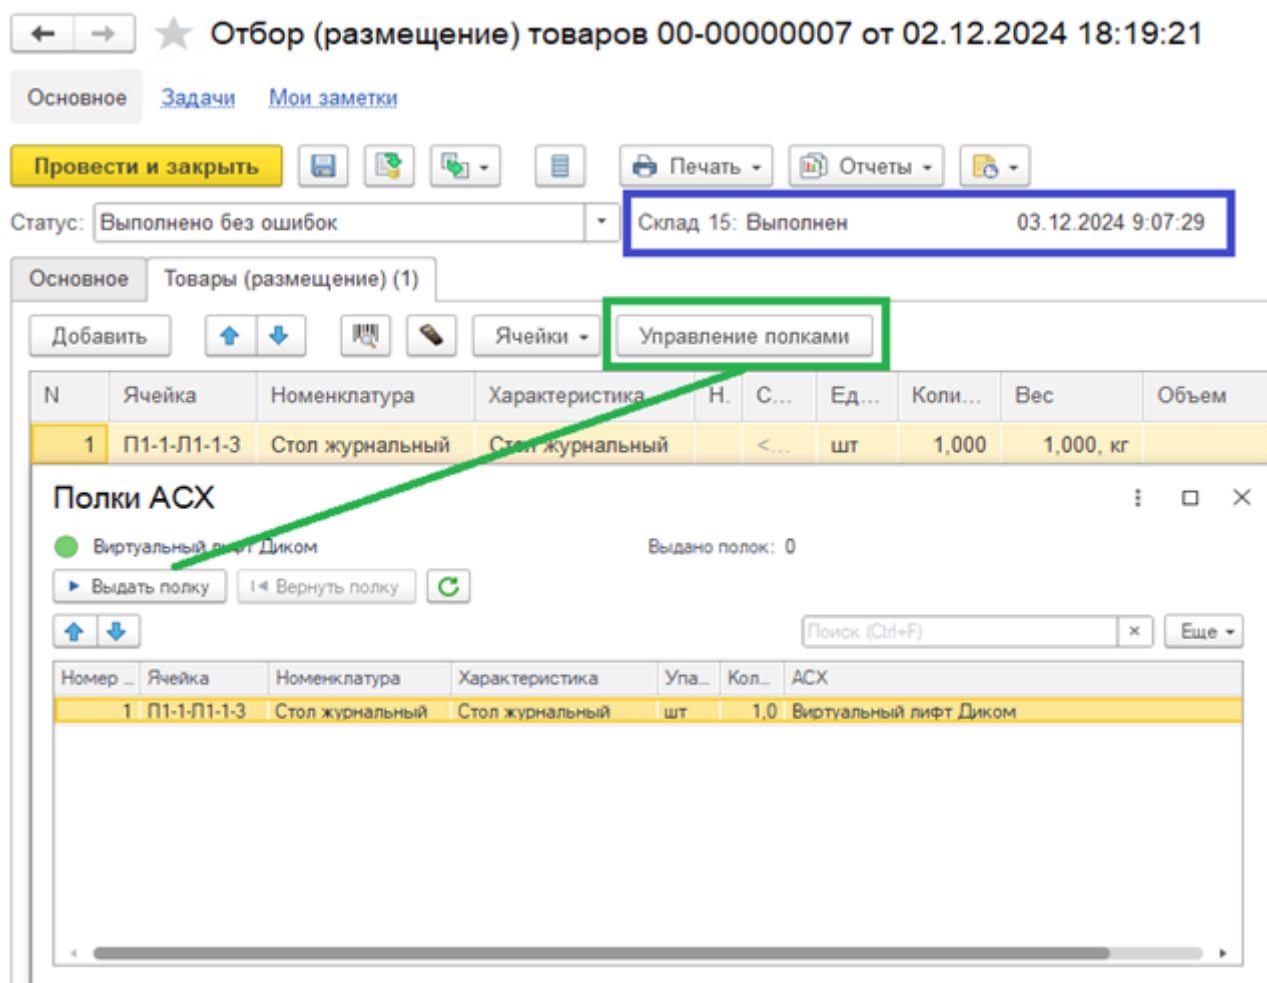 Отбор (размещение) товаров 00-00000007 от 02.12.2024 18:19:21
Основное Задачи Мои заметки
Провести и закрыть Печать Отчеты
Статус: Выполнено без ошибок Склад 15: Выполнен 03.12.2024 9:07:29
Основное Товары (размещение) (1)
Добавить Ячейки Управление полками
N Ячейка Номенклатура Характеристика Н. С... Ед... Коли... Вес Объем
1 П1-1-Л1-1-3 Стол журнальный Стол журнальный <... шт 1,000 1,000, кг
Полки АСХ
Виртуальный лифт Диком Выдано полок: 0
Выдать полку Вернуть полку
Поиск (Ctrl+F) × Еще
Номер ... Ячейка Номенклатура Характеристика Упа... Кол... АСХ
1 П1-1-Л1-1-3 Стол журнальный Стол журнальный шт 1,0 Виртуальный лифт Диком